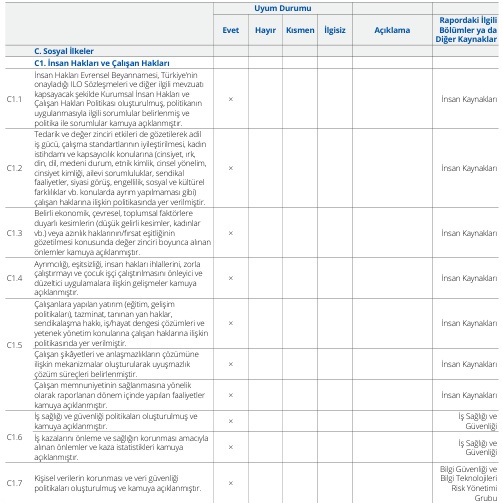 Uyum Durumu
Evet Hayır Kısmen İlgisiz Açıklama Rapordaki İlgili
Bölümler ya da
Diğer Kaynaklar
C. Sosyal İlkeler
C1. İnsan Hakları ve Çalışan Hakları
C1.1
İnsan Hakları Evrensel Beyannamesi, Türkiye'nin
onayladığı ILO Sözleşmeleri ve diğer ilgili mevzuatı
kapsayacak şekilde Kurumsal İnsan Hakları ve
Çalışan Hakları Politikası oluşturulmuş, politikanın
uygulanmasıyla ilgili sorumlular belirlenmiş ve
politika ile sorumlular kamuya açıklanmıştır.
×
İnsan Kaynakları
C1.2
Tedarik ve değer zinciri etkileri de gözetilerek adil
iş gücü, çalışma standartlarının iyileştirilmesi, kadın
istihdamı ve kapsayıcılık konularına (cinsiyet, ırk,
din, dil, medeni durum, etnik kimlik, cinsel yönelim,
cinsiyet kimliği, ailevi sorumluluklar, sendikal
faaliyetler, siyasi görüş, engellilik, sosyal ve kültürel
farklılıklar vb. konularda ayrım yapılmaması gibi)
çalışan haklarına ilişkin politikasında yer verilmiştir.
×
İnsan Kaynakları
C1.3
Belirli ekonomik, çevresel, toplumsal faktörlere
duyarlı kesimlerin (düşük gelirli kesimler, kadınlar
vb.) veya azınlık haklarının/fırsat eşitliğinin
gözetilmesi konusunda değer zinciri boyunca alınan
önlemler kamuya açıklanmıştır.
×
İnsan Kaynakları
C1.4
Ayrımcılığı, eşitsizliği, insan hakları ihlallerini, zorla
çalıştırmayı ve çocuk işçi çalıştırılmasını önleyici ve
düzeltici uygulamalara ilişkin gelişmeler kamuya
açıklanmıştır.
×
İnsan Kaynakları
C1.5
Çalışanlara yapılan yatırım (eğitim, gelişim
politikaları), tazminat, tanınan yan haklar,
sendikalaşma hakkı, iş/hayat dengesi çözümleri ve
yetenek yönetim konularına çalışan haklarına ilişkin
politikasında yer verilmiştir.
×
İnsan Kaynakları
Çalışan şikâyetleri ve anlaşmazlıkların çözümüne
ilişkin mekanizmalar oluşturularak uyuşmazlık
çözüm süreçleri belirlenmiştir.
×
İnsan Kaynakları
Çalışan memnuniyetinin sağlanmasına yönelik
olarak raporlanan dönem içinde yapılan faaliyetler
kamuya açıklanmıştır.
×
İnsan Kaynakları
C1.6
İş sağlığı ve güvenliği politikaları oluşturulmuş ve
kamuya açıklanmıştır.
×
İş Sağlığı ve
Güvenliği
İş kazalarını önleme ve sağlığın korunması amacıyla
alınan önlemler ve kaza istatistikleri kamuya
açıklanmıştır.
×
İş Sağlığı ve
Güvenliği
C1.7
Kişisel verilerin korunması ve veri güvenliği
politikaları oluşturulmuş ve kamuya açıklanmıştır.
×
Bilgi Güvenliği ve
Bilgi Teknolojileri
Risk Yönetimi
Grubu